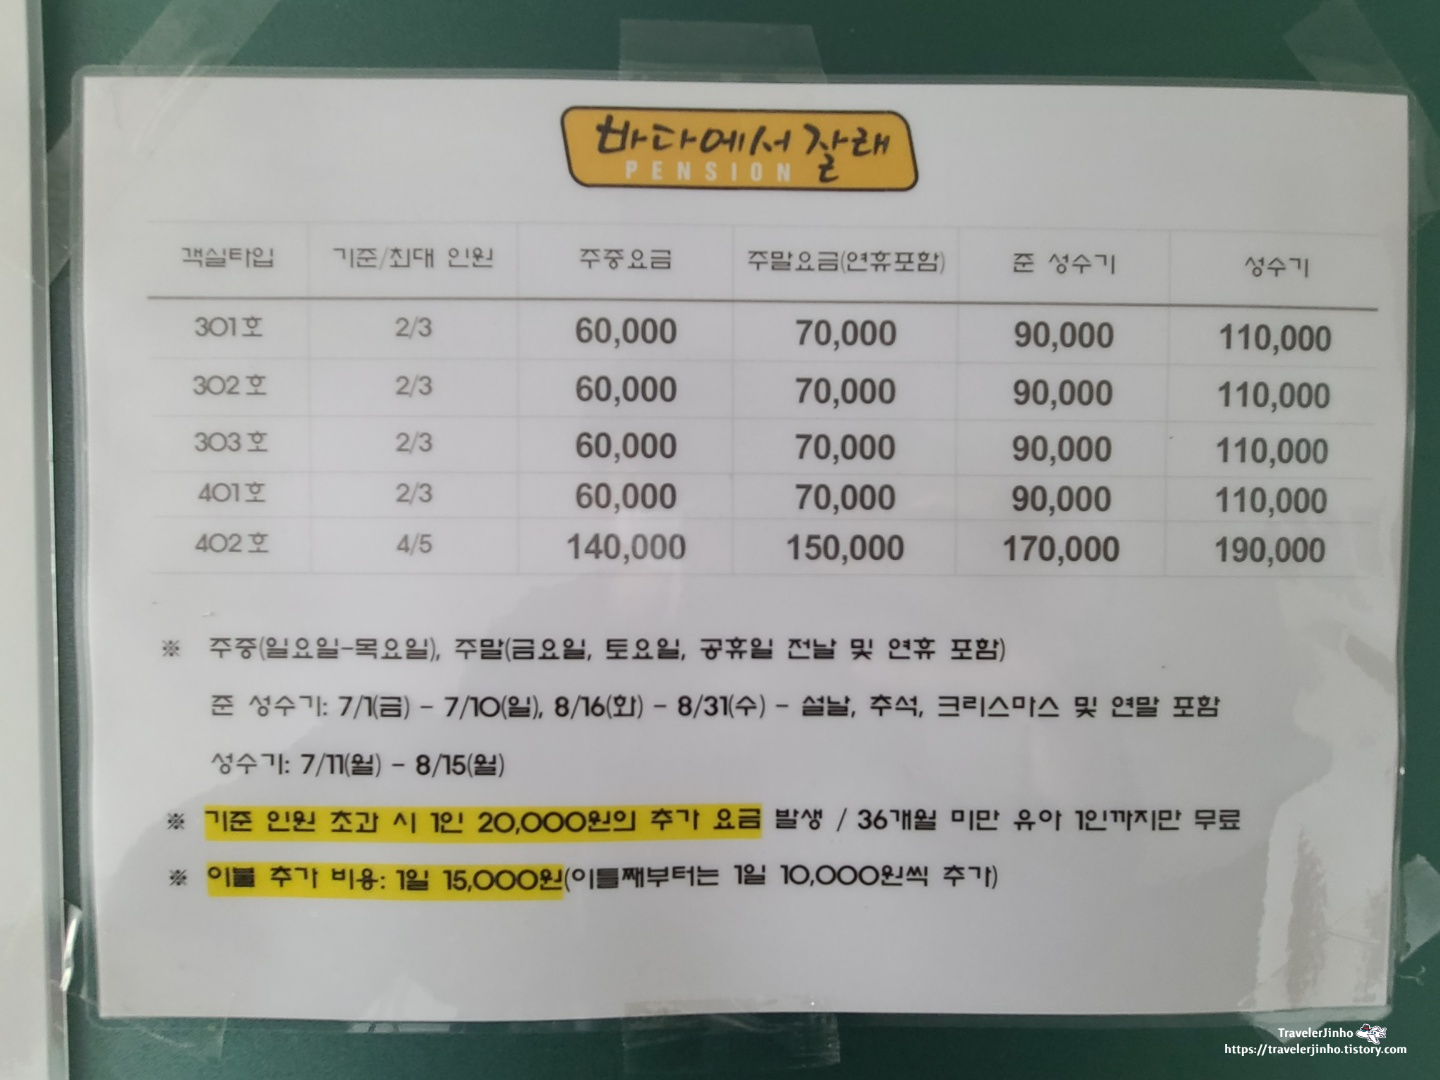 바다에서 잘래
PENSION
객실타입 기준/최대 인원 주중요금 주말요금(연휴포함) 준 성수기 성수기
301호 2/3 60,000 70,000 90,000 110,000
302호 2/3 60,000 70,000 90,000 110,000
303호 2/3 60,000 70,000 90,000 110,000
401호 2/3 60,000 70,000 90,000 110,000
402호 4/5 140,000 150,000 170,000 190,000
※ 주중(일요일-목요일), 주말(금요일, 토요일, 공휴일 전날 및 연휴 포함)
준 성수기: 7/1(금) - 7/10(일), 8/16(화) - 8/31(수) - 설날, 추석, 크리스마스 및 연말 포함
성수기: 7/11(월) - 8/15(월)
※ 기준 인원 초과 시 1인 20,000원의 추가 요금 발생 / 36개월 미만 유아 1인까지만 무료
※ 이불 추가 비용: 1일 15,000원(이틀째부터는 1일 10,000원씩 추가)
TravelerJinho
https://travelerjinho.tistory.com